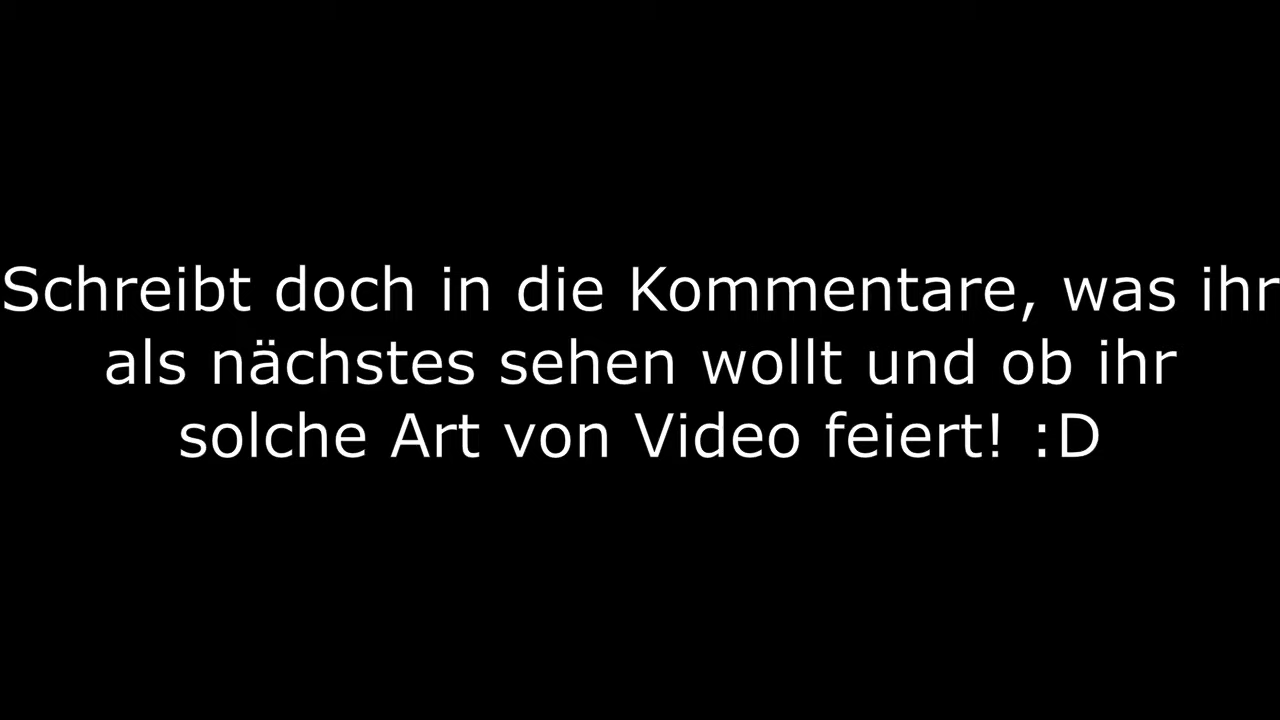 Schreibt doch in die Kommentare, was ihr
als nächstes sehen wollt und ob ihr
solche Art von Video feiert! :D